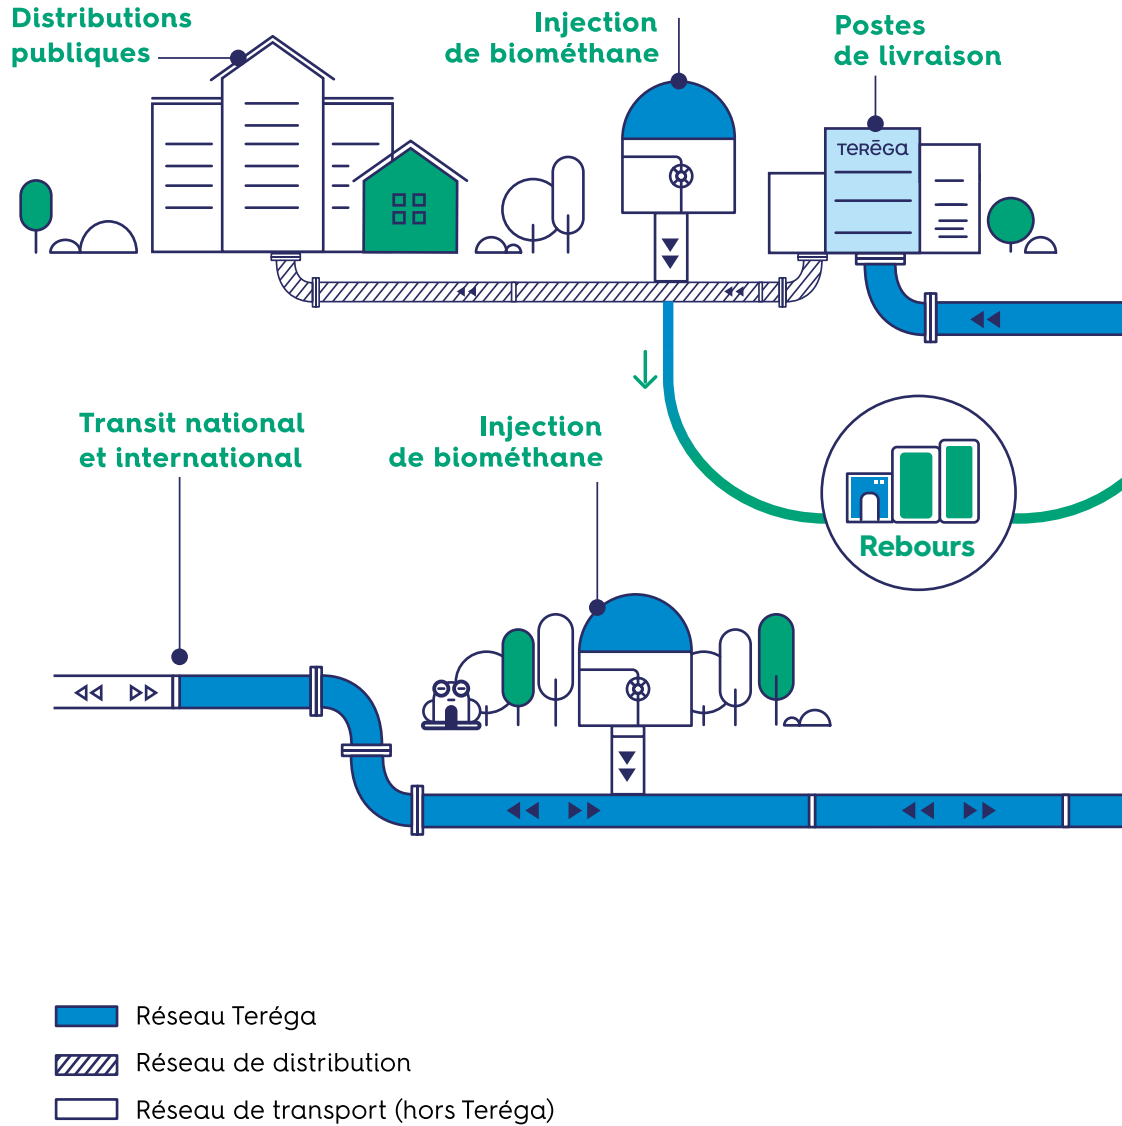 Distributions
publiques
Injection
de biométhane
Postes
de livraison
TERĒGA
Transit national
et international
Injection
de biométhane
Rebours
Réseau Teréga
Réseau de distribution
Réseau de transport (hors Teréga)